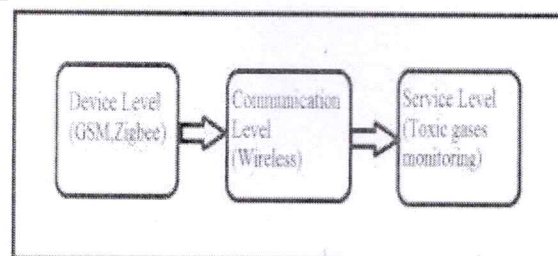 Device Level
(GSM,Zigbee)
Communication
Level
(Wireless)
Service Level
(Toxic gases
monitoring)